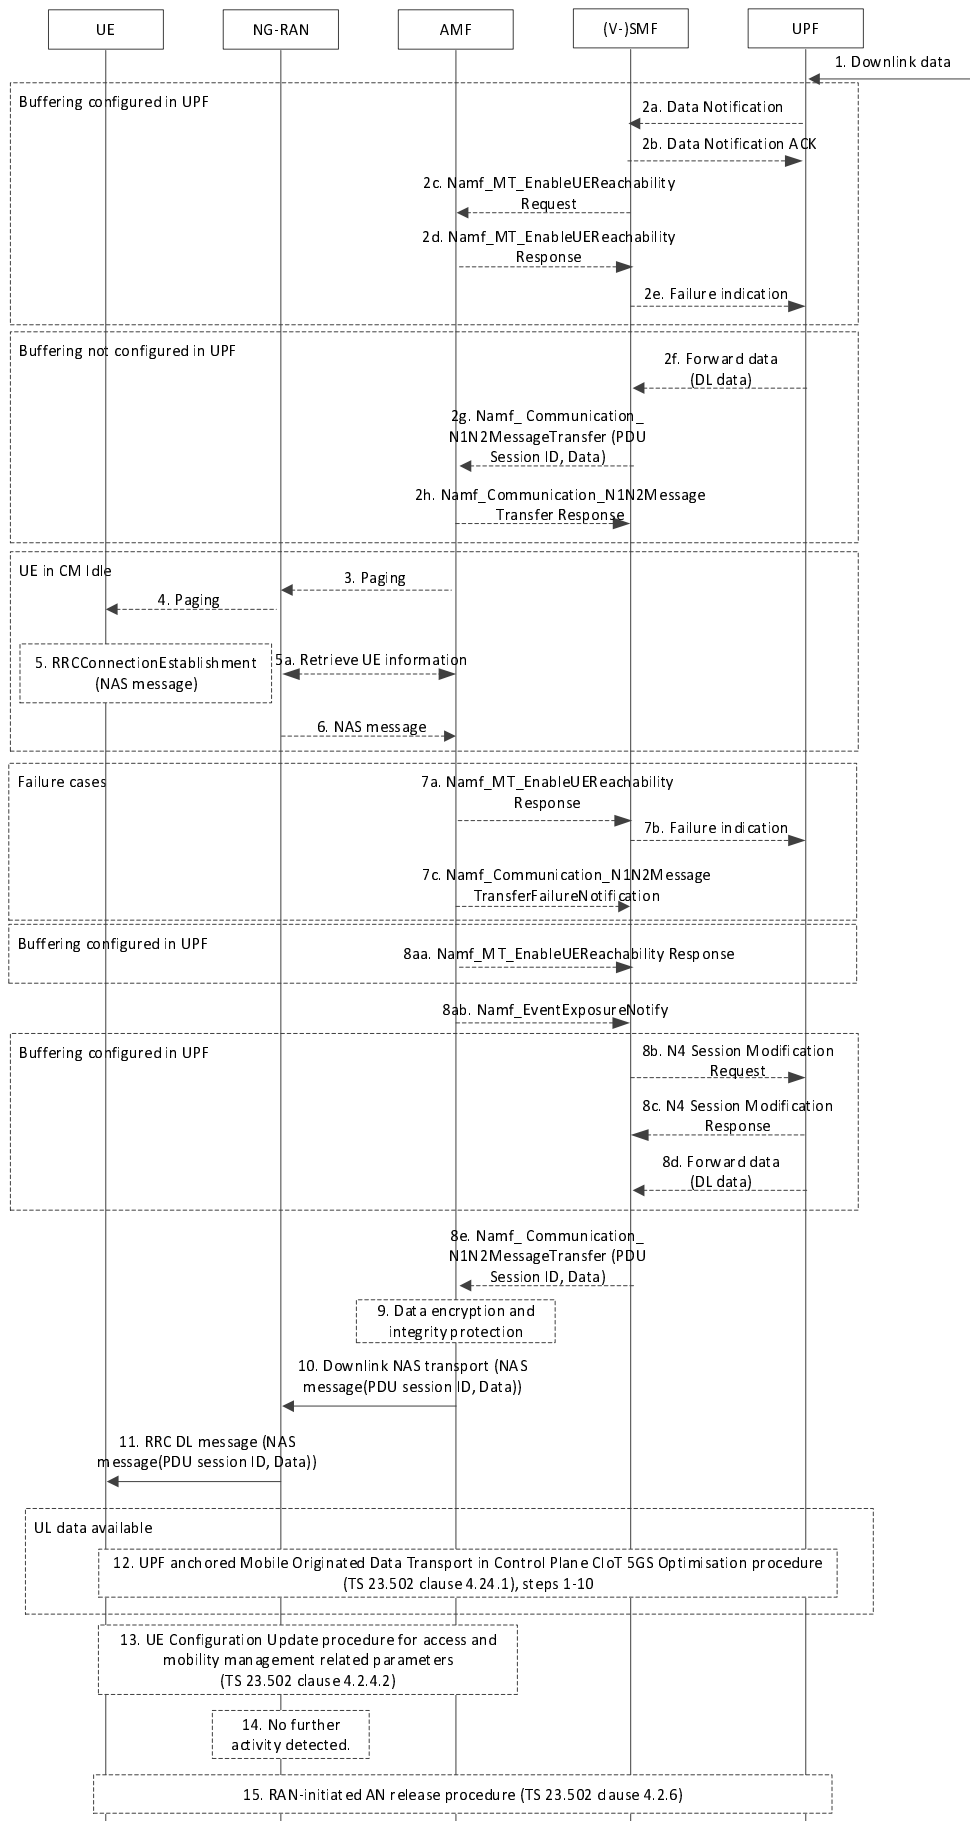 UE
NG-RAN
AMF
(V-)SMF
UPF
1. Downlink data
Buffering configured in UPF
2a. Data Notification
2b. Data Notification ACK
2c. Namf_MT_EnableUEReachability
Request
2d. Namf_MT_EnableUEReachability
Response
2e. Failure indication
Buffering not configured in UPF
2f. Forward data
(DL data)
2g. Namf_ Communication_
N1N2MessageTransfer (PDU
Session ID, Data)
2h. Namf_Communication_N1N2Message
Transfer Response
UE in CM Idle
3. Paging
4. Paging
5. RRCConnectionEstablishment
(NAS message)
5a. Retrieve UE information
6. NAS message
Failure cases
7a. Namf_MT_EnableUEReachability
Response
7b. Failure indication
7c. Namf_Communication_N1N2Message
TransferFailureNotification
Buffering configured in UPF
8aa. Namf_MT_EnableUEReachability Response
8ab. Namf_EventExposureNotify
Buffering configured in UPF
8b. N4 Session Modification
Request
8c. N4 Session Modification
Response
8d. Forward data
(DL data)
8e. Namf_ Communication_
N1N2MessageTransfer (PDU
Session ID, Data)
9. Data encryption and
integrity protection
10. Downlink NAS transport (NAS
message(PDU session ID, Data))
11. RRC DL message (NAS
message(PDU session ID, Data))
UL data available
12. UPF anchored Mobile Originated Data Transport in Control Plane CIoT 5GS Optimisation procedure
(TS 23.502 clause 4.24.1), steps 1-10
13. UE Configuration Update procedure for access and
mobility management related parameters
(TS 23.502 clause 4.2.4.2)
14. No further
activity detected.
15. RAN-initiated AN release procedure (TS 23.502 clause 4.2.6)